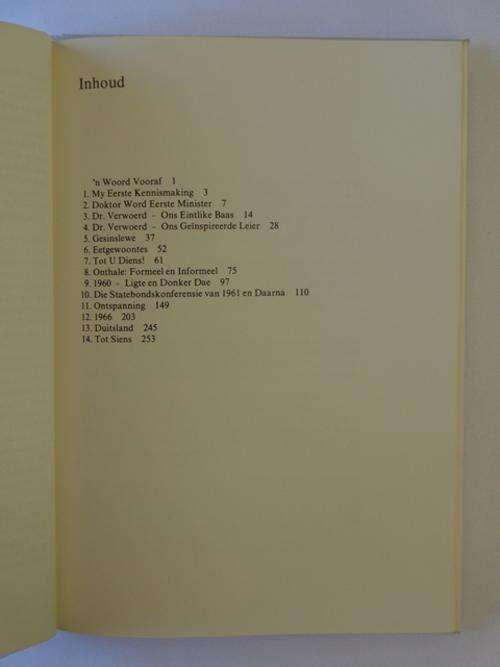 Inhoud
'n Woord Vooraf 1
1. My Eerste Kennismaking 3
2. Doktor Word Eerste Minister 7
3. Dr. Verwoerd - Ons Eintlike Baas 14
4. Dr. Verwoerd - Ons Geïnspireerde Leier 28
5. Gesinslewe 37
6. Eetgewoontes 52
7. Tot U Diens! 61
8. Onthale: Formeel en Informeel 75
9. 1960 - Ligte en Donker Dae 97
10. Die Statebondskonferensie van 1961 en Daarna 110
11. Ontspanning 149
12. 1966 203
13. Duitsland 245
14. Tot Siens 253